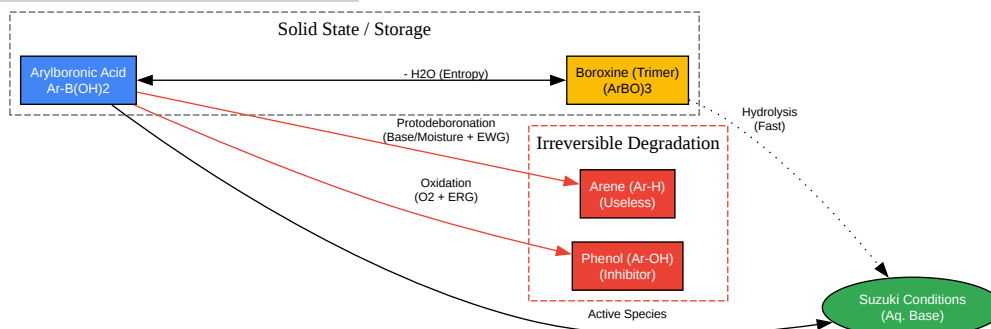 Solid State / Storage
Arylboronic Acid
Ar-B(OH)2
- H2O (Entropy)
Boroxine (Trimer)
(ArBO)3
Hydrolysis
(Fast)
Protodeboronation
(Base/Moisture + EWG)
Irreversible Degradation
Arene (Ar-H)
(Useless)
Oxidation
(O2 + ERG)
Phenol (Ar-OH)
(Inhibitor)
Suzuki Conditions
(Aq. Base)
Active Species